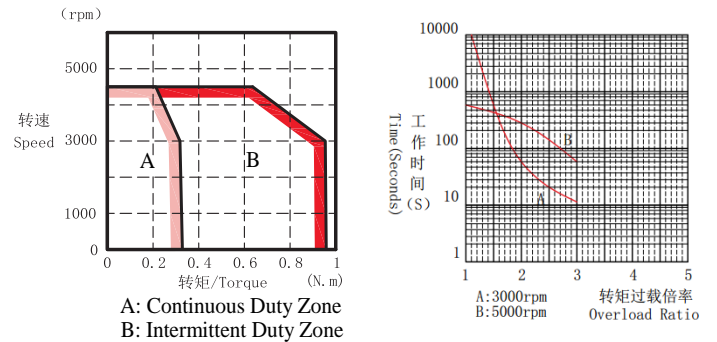 (rpm)
5000
3000
1000
0
转速
Speed
A
B
0 0.2 0.4 0.6 0.8 1
转矩/Torque (N.m)
A: Continuous Duty Zone
B: Intermittent Duty Zone
10000
1000
100
10
1
工作时间(S)
Time(Seconds)
B
A
1 2 3 4 5
A:3000rpm
B:5000rpm
转矩过载倍率
Overload Ratio